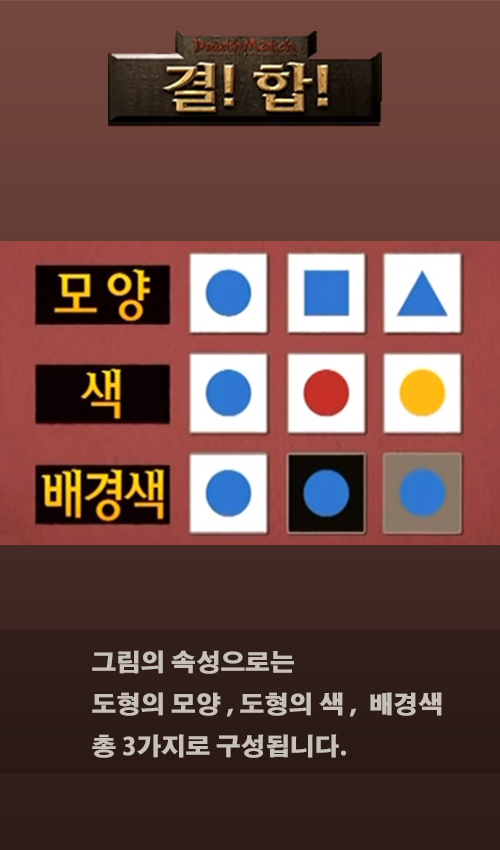 Death Match
결! 합!
모양
색
배경색
그림의 속성으로는
도형의 모양 , 도형의 색 , 배경색
총 3가지로 구성됩니다.